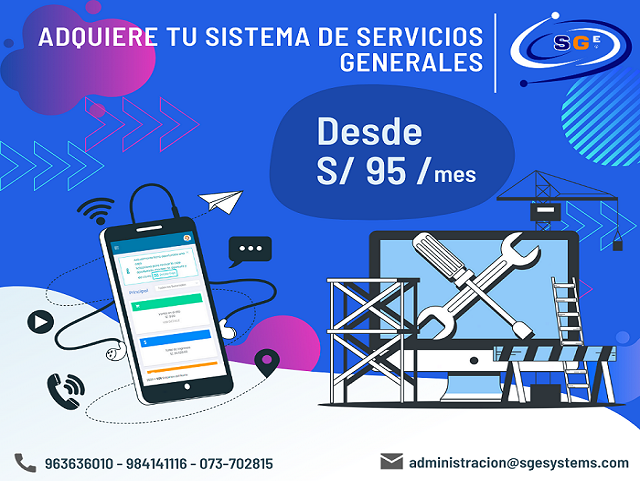 ADQUIERE TU SISTEMA DE SERVICIOS
GENERALES
SGE
Desde
S/ 95 /mes
Principal
963636010 - 984141116 - 073-702815
administracion@sgesystems.com